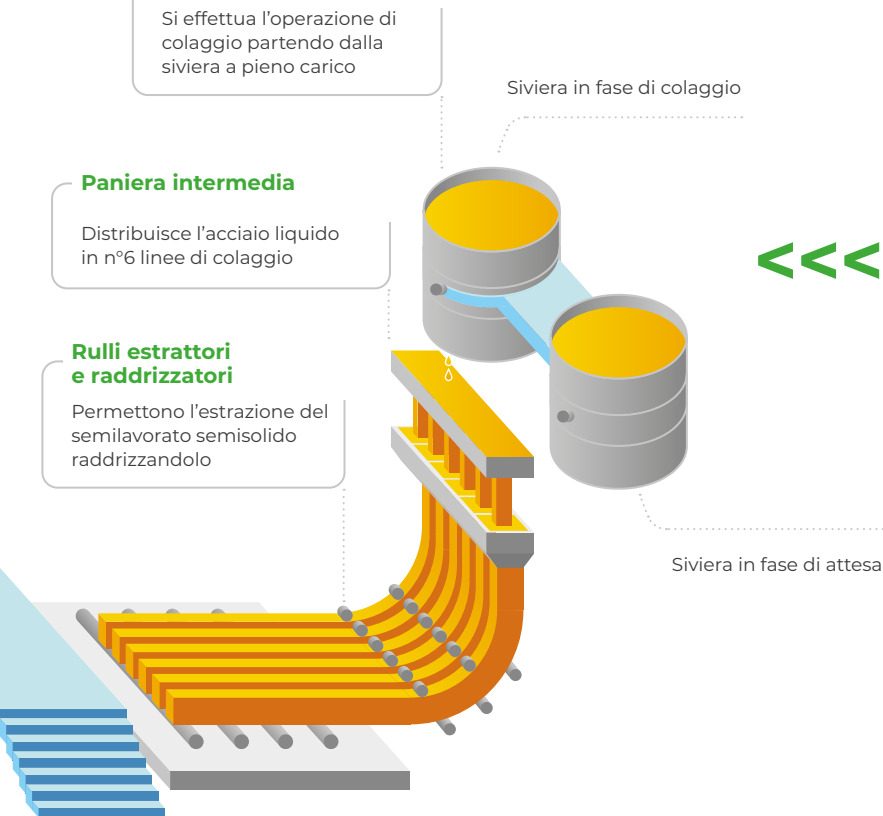 Si effettua l'operazione di
colaggio partendo dalla
siviera a pieno carico
Siviera in fase di colaggio
Paniera intermedia
Distribuisce l'acciaio liquido
in n°6 linee di colaggio
<<<
Rulli estrattori
e raddrizzatori
Permettono l'estrazione del
semilavorato semisolido
raddrizzandolo
Siviera in fase di attesa